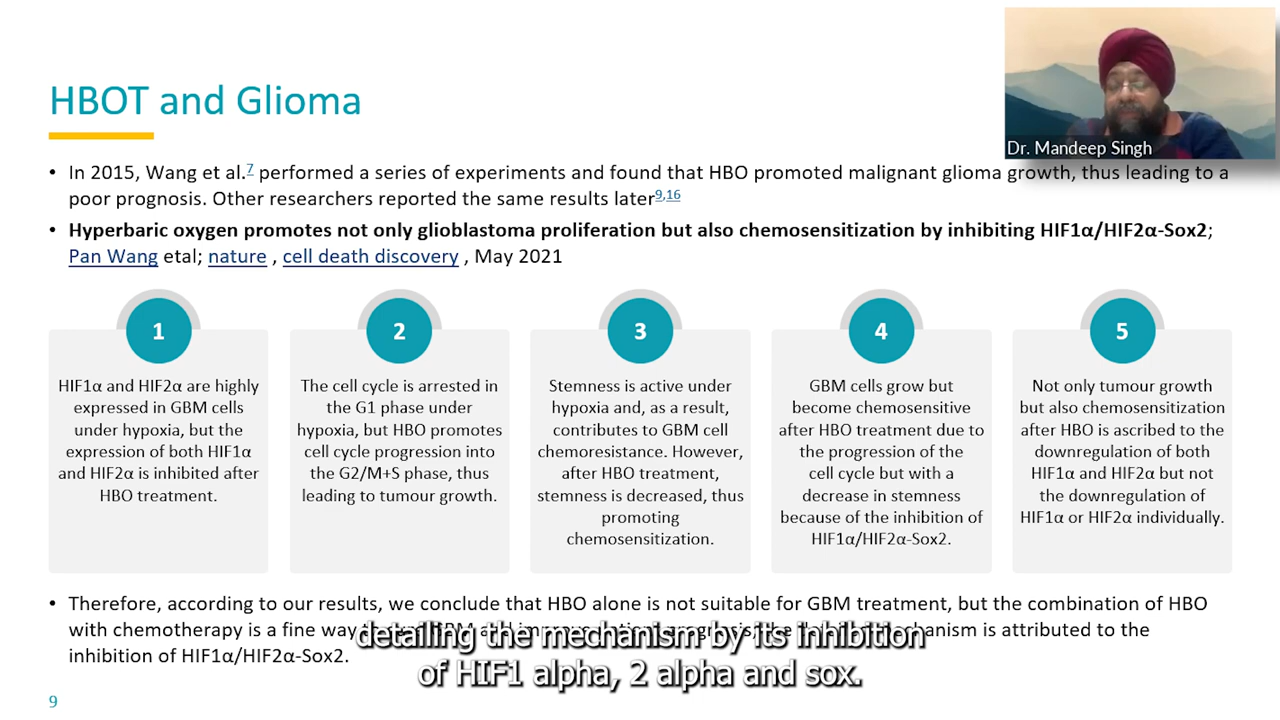 HBOT and Glioma
Dr. Mandeep Singh
• In 2015, Wang et al.7 performed a series of experiments and found that HBO promoted malignant glioma growth, thus leading to a
poor prognosis. Other researchers reported the same results later9,16
• Hyperbaric oxygen promotes not only glioblastoma proliferation but also chemosensitization by inhibiting HIF1α/HIF2α-Sox2;
Pan Wang etal; nature , cell death discovery , May 2021
1
HIF1α and HIF2α are highly
expressed in GBM cells
under hypoxia, but the
expression of both HIF1α
and HIF2α is inhibited after
HBO treatment.
2
The cell cycle is arrested in
the G1 phase under
hypoxia, but HBO promotes
cell cycle progression into
the G2/M+S phase, thus
leading to tumour growth.
3
Stemness is active under
hypoxia and, as a result,
contributes to GBM cell
chemoresistance. However,
after HBO treatment,
stemness is decreased, thus
promoting
chemosensitization.
4
GBM cells grow but
become chemosensitive
after HBO treatment due to
the progression of the
cell cycle but with a
decrease in stemness
because of the inhibition of
HIF1α/HIF2α-Sox2.
5
Not only tumour growth
but also chemosensitization
after HBO is ascribed to the
downregulation of both
HIF1α and HIF2α but not
the downregulation of
HIF1α or HIF2α individually.
• Therefore, according to our results, we conclude that HBO alone is not suitable for GBM treatment, but the combination of HBO
with chemotherapy is a fine way mechanism is attributed to the
inhibition of HIF1α/HIF2α-Sox2.
detailing the mechanism by its inhibition
of HIF1 alpha, 2 alpha and sox.
9